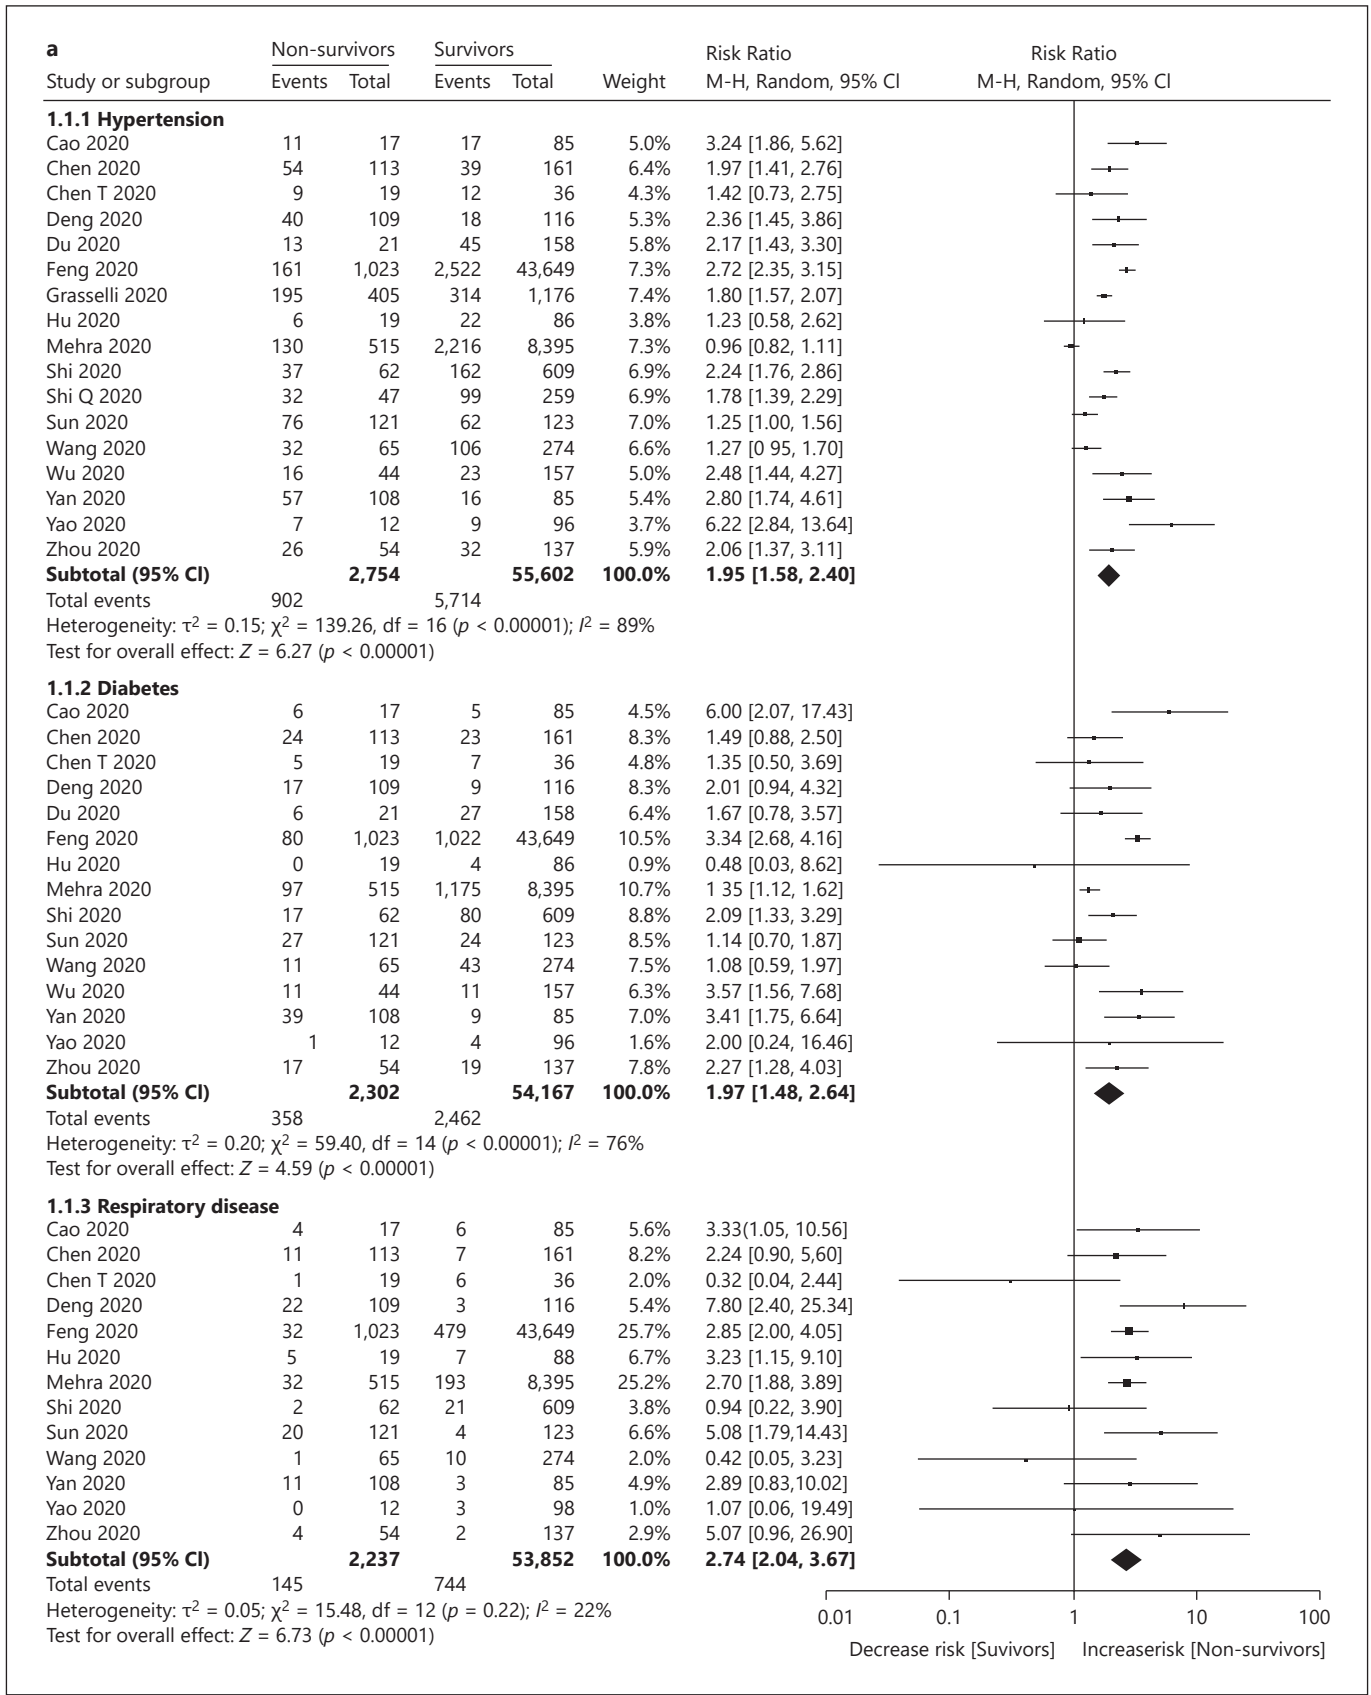 a Non-survivors Survivors Risk Ratio Risk Ratio
Study or subgroup Events Total Events Total Weight M-H, Random, 95% Cl M-H, Random, 95% Cl
1.1.1 Hypertension
Cao 2020 11 17 17 85 5.0% 3.24 [1.86, 5.62]
Chen 2020 54 113 39 161 6.4% 1.97 [1.41, 2.76]
Chen T 2020 9 19 12 36 4.3% 1.42 [0.73, 2.75]
Deng 2020 40 109 18 116 5.3% 2.36 [1.45, 3.86]
Du 2020 13 21 45 158 5.8% 2.17 [1.43, 3.30]
Feng 2020 161 1,023 2,522 43,649 7.3% 2.72 [2.35, 3.15]
Grasselli 2020 195 405 314 1,176 7.4% 1.80 [1.57, 2.07]
Hu 2020 6 19 22 86 3.8% 1.23 [0.58, 2.62]
Mehra 2020 130 515 2,216 8,395 7.3% 0.96 [0.82, 1.11]
Shi 2020 37 62 162 609 6.9% 2.24 [1.76, 2.86]
Shi Q 2020 32 47 99 259 6.9% 1.78 [1.39, 2.29]
Sun 2020 76 121 62 123 7.0% 1.25 [1.00, 1.56]
Wang 2020 32 65 106 274 6.6% 1.27 [0 95, 1.70]
Wu 2020 16 44 23 157 5.0% 2.48 [1.44, 4.27]
Yan 2020 57 108 16 85 5.4% 2.80 [1.74, 4.61]
Yao 2020 7 12 9 96 3.7% 6.22 [2.84, 13.64]
Zhou 2020 26 54 32 137 5.9% 2.06 [1.37, 3.11]
Subtotal (95% Cl) 2,754 55,602 100.0% 1.95 [1.58, 2.40]
Total events 902 5,714
Heterogeneity: τ² = 0.15; χ² = 139.26, df = 16 (p < 0.00001); I² = 89%
Test for overall effect: Z = 6.27 (p < 0.00001)
1.1.2 Diabetes
Cao 2020 6 17 5 85 4.5% 6.00 [2.07, 17.43]
Chen 2020 24 113 23 161 8.3% 1.49 [0.88, 2.50]
Chen T 2020 5 19 7 36 4.8% 1.35 [0.50, 3.69]
Deng 2020 17 109 9 116 8.3% 2.01 [0.94, 4.32]
Du 2020 6 21 27 158 6.4% 1.67 [0.78, 3.57]
Feng 2020 80 1,023 1,022 43,649 10.5% 3.34 [2.68, 4.16]
Hu 2020 0 19 4 86 0.9% 0.48 [0.03, 8.62]
Mehra 2020 97 515 1,175 8,395 10.7% 1 35 [1.12, 1.62]
Shi 2020 17 62 80 609 8.8% 2.09 [1.33, 3.29]
Sun 2020 27 121 24 123 8.5% 1.14 [0.70, 1.87]
Wang 2020 11 65 43 274 7.5% 1.08 [0.59, 1.97]
Wu 2020 11 44 11 157 6.3% 3.57 [1.56, 7.68]
Yan 2020 39 108 9 85 7.0% 3.41 [1.75, 6.64]
Yao 2020 1 12 4 96 1.6% 2.00 [0.24, 16.46]
Zhou 2020 17 54 19 137 7.8% 2.27 [1.28, 4.03]
Subtotal (95% Cl) 2,302 54,167 100.0% 1.97 [1.48, 2.64]
Total events 358 2,462
Heterogeneity: τ² = 0.20; χ² = 59.40, df = 14 (p < 0.00001); I² = 76%
Test for overall effect: Z = 4.59 (p < 0.00001)
1.1.3 Respiratory disease
Cao 2020 4 17 6 85 5.6% 3.33(1.05, 10.56]
Chen 2020 11 113 7 161 8.2% 2.24 [0.90, 5.60]
Chen T 2020 1 19 6 36 2.0% 0.32 [0.04, 2.44]
Deng 2020 22 109 3 116 5.4% 7.80 [2.40, 25.34]
Feng 2020 32 1,023 479 43,649 25.7% 2.85 [2.00, 4.05]
Hu 2020 5 19 7 88 6.7% 3.23 [1.15, 9.10]
Mehra 2020 32 515 193 8,395 25.2% 2.70 [1.88, 3.89]
Shi 2020 2 62 21 609 3.8% 0.94 [0.22, 3.90]
Sun 2020 20 121 4 123 6.6% 5.08 [1.79,14.43]
Wang 2020 1 65 10 274 2.0% 0.42 [0.05, 3.23]
Yan 2020 11 108 3 85 4.9% 2.89 [0.83,10.02]
Yao 2020 0 12 3 98 1.0% 1.07 [0.06, 19.49]
Zhou 2020 4 54 2 137 2.9% 5.07 [0.96, 26.90]
Subtotal (95% Cl) 2,237 53,852 100.0% 2.74 [2.04, 3.67]
Total events 145 744
Heterogeneity: τ² = 0.05; χ² = 15.48, df = 12 (p = 0.22); I² = 22%
Test for overall effect: Z = 6.73 (p < 0.00001)
0.01 0.1 1 10 100
Decrease risk [Suvivors] Increaserisk [Non-survivors]